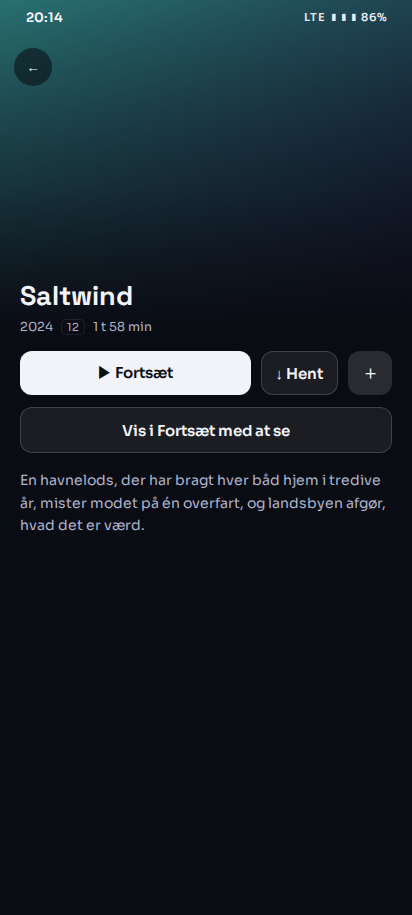 20:14
LTE ▮ ▮ ▮ 86%
←
Saltwind
2024 12 1 t 58 min
▶ Fortsæt
↓ Hent
+
Vis i Fortsæt med at se
En havnelods, der har bragt hver båd hjem i tredive
år, mister modet på én overfart, og landsbyen afgør,
hvad det er værd.